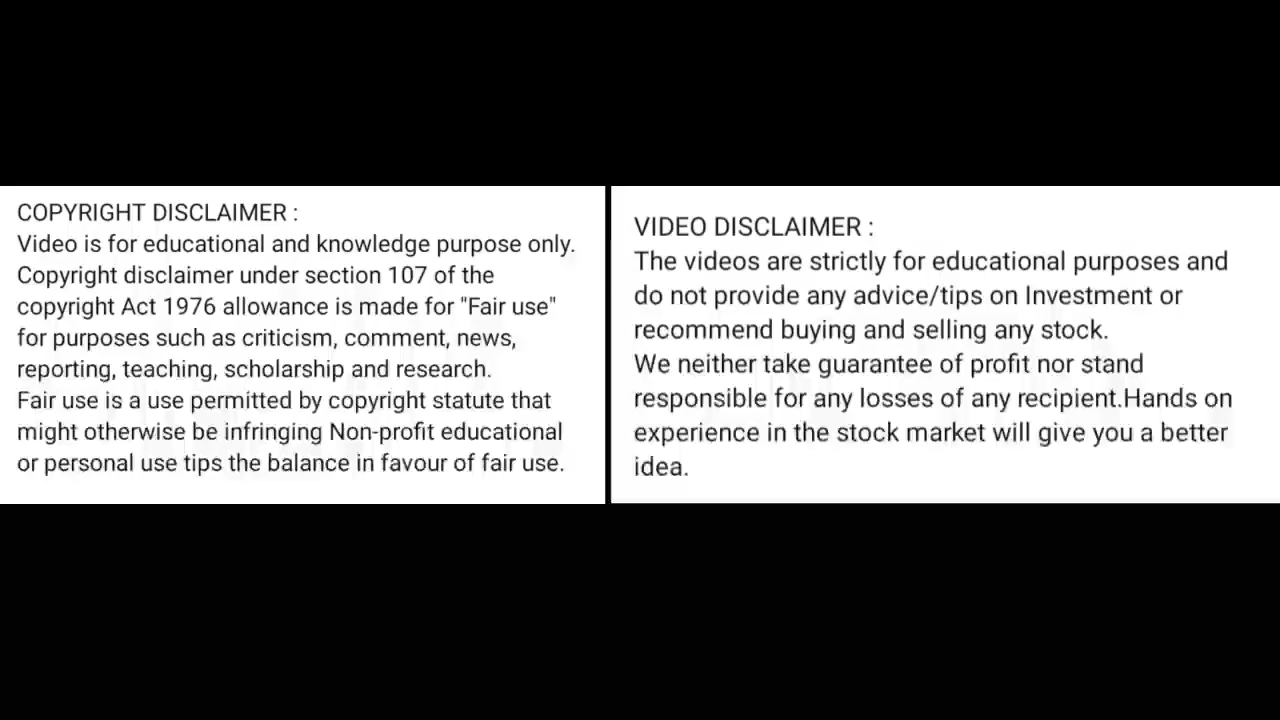 COPYRIGHT DISCLAIMER :
Video is for educational and knowledge purpose only.
Copyright disclaimer under section 107 of the
copyright Act 1976 allowance is made for "Fair use"
for purposes such as criticism, comment, news,
reporting, teaching, scholarship and research.
Fair use is a use permitted by copyright statute that
might otherwise be infringing Non-profit educational
or personal use tips the balance in favour of fair use.
VIDEO DISCLAIMER :
The videos are strictly for educational purposes and
do not provide any advice/tips on Investment or
recommend buying and selling any stock.
We neither take guarantee of profit nor stand
responsible for any losses of any recipient.Hands on
experience in the stock market will give you a better
idea.